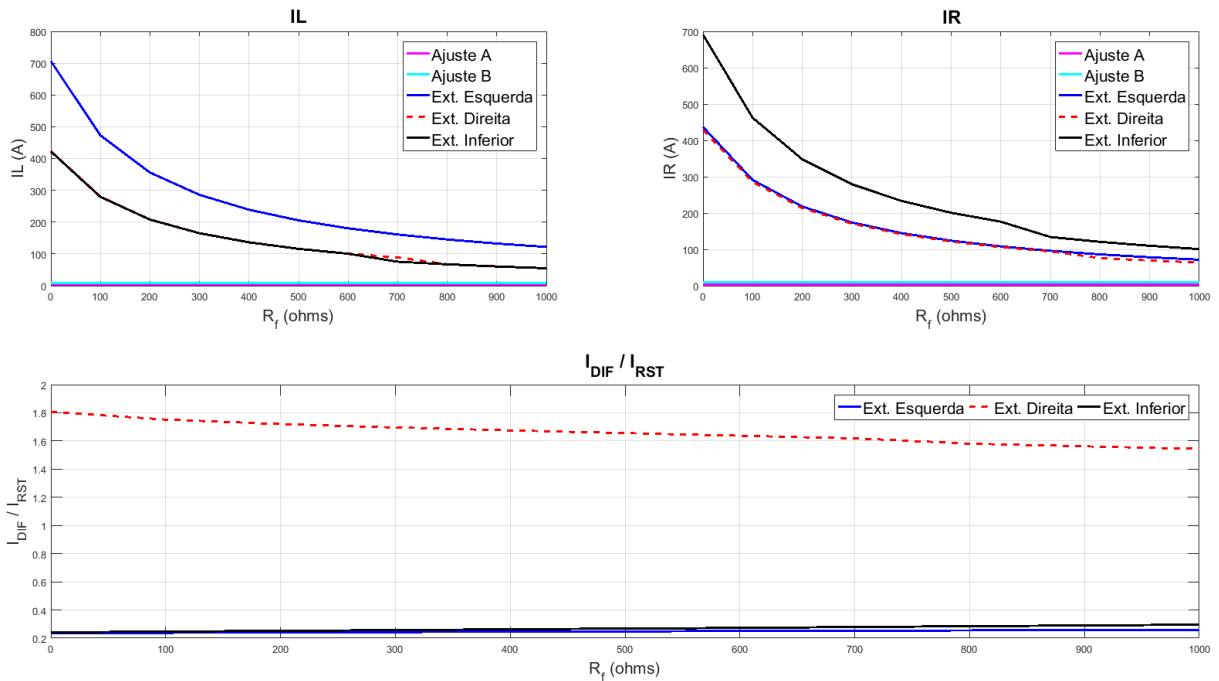 IL
IL (A)
800
700
600
500
400
300
200
100
0
Ajuste A
Ajuste B
Ext. Esquerda
Ext. Direita
Ext. Inferior
0 100 200 300 400 500 600 700 800 900 1000
R_f (ohms)
IR
IR (A)
700
600
500
400
300
200
100
0
Ajuste A
Ajuste B
Ext. Esquerda
Ext. Direita
Ext. Inferior
0 100 200 300 400 500 600 700 800 900 1000
R_f (ohms)
I_DIF / I_RST
I_DIF / I_RST
2
1.8
1.6
1.4
1.2
1
0.8
0.6
0.4
0.2
Ext. Esquerda Ext. Direita Ext. Inferior
0 100 200 300 400 500 600 700 800 900 1000
R_f (ohms)